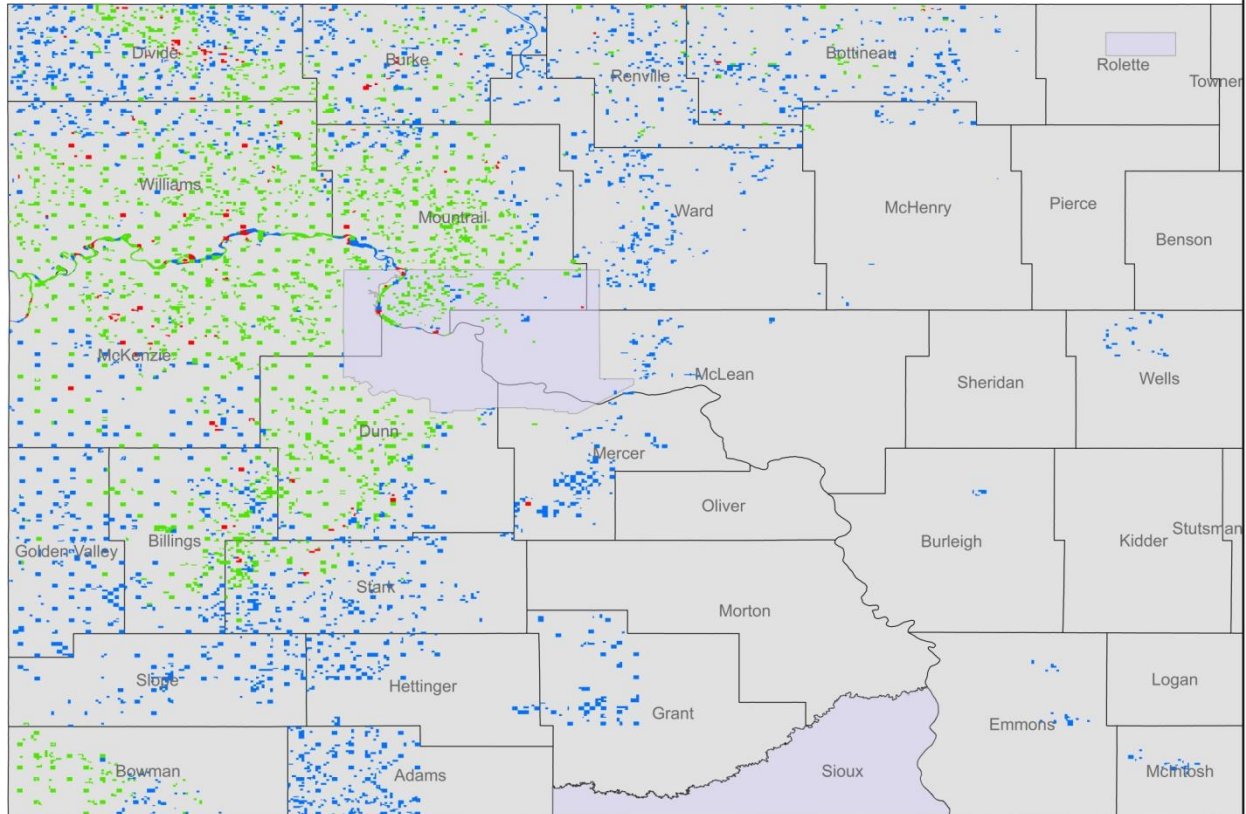 Divide
Burke
Renville
Bottineau
Rolette
Towner
Williams
Mountrail
Ward
McHenry
Pierce
Benson
McKenzie
McLean
Sheridan
Wells
Dunn
Mercer
Oliver
Golden Valley
Billings
Stark
Morton
Burleigh
Kidder
Stutsman
Slope
Hettinger
Grant
Emmons
Logan
Bowman
Adams
Sioux
McIntosh